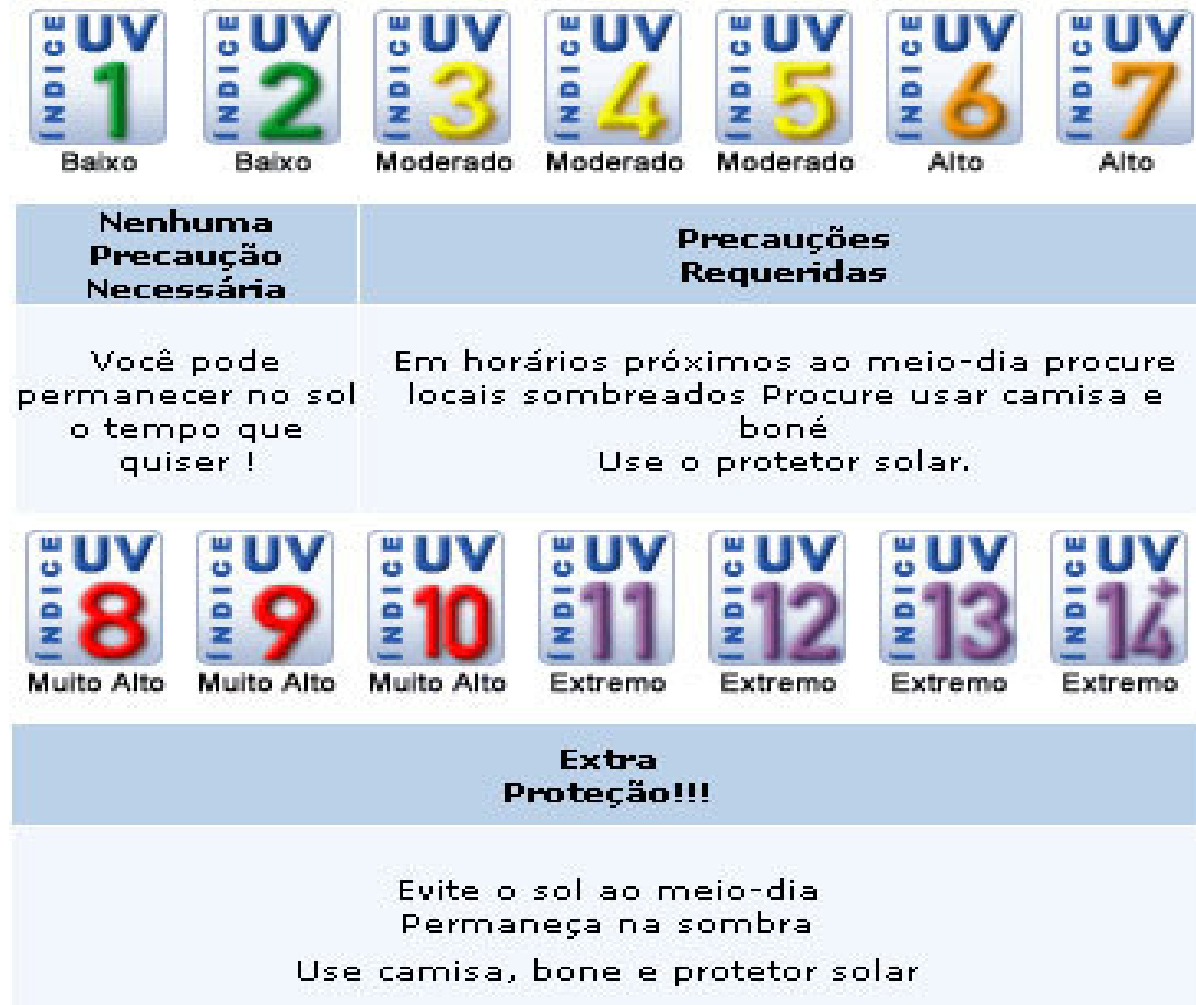 ÍNDICE UV 1 ÍNDICE UV 2 ÍNDICE UV 3 ÍNDICE UV 4 ÍNDICE UV 5 ÍNDICE UV 6 ÍNDICE UV 7
Baixo Baixo Moderado Moderado Moderado Alto Alto
Nenhuma
Precaução
Necessária
Precauções
Requeridas
Você pode
permanecer no sol
o tempo que
quiser !
Em horários próximos ao meio-dia procure
locais sombreados Procure usar camisa e
boné
Use o protetor solar.
ÍNDICE UV 8 ÍNDICE UV 9 ÍNDICE UV 10 ÍNDICE UV 11 ÍNDICE UV 12 ÍNDICE UV 13 ÍNDICE UV 14+
Muito Alto Muito Alto Muito Alto Extremo Extremo Extremo Extremo
Extra
Proteção!!!
Evite o sol ao meio-dia
Permaneça na sombra
Use camisa, bone e protetor solar